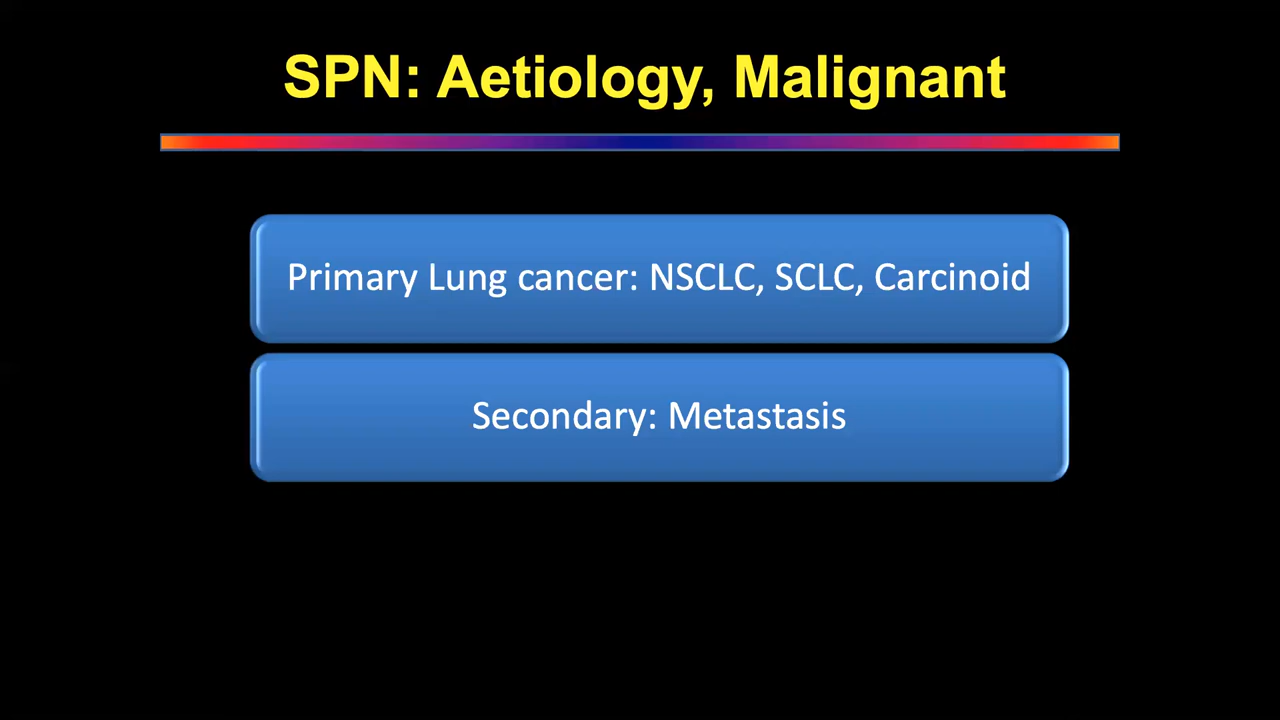 SPN: Aetiology, Malignant
Primary Lung cancer: NSCLC, SCLC, Carcinoid
Secondary: Metastasis